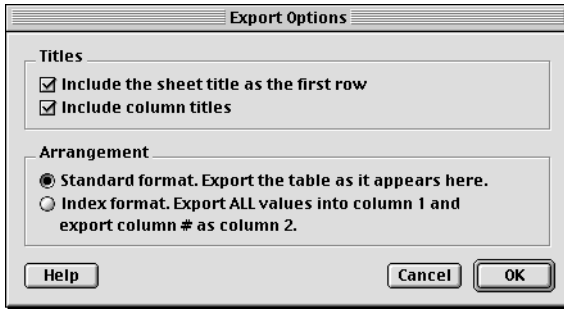 Export Options
Titles
Include the sheet title as the first row
Include column titles
Arrangement
Standard format. Export the table as it appears here.
Index format. Export ALL values into column 1 and
export column # as column 2.
Help
Cancel
OK